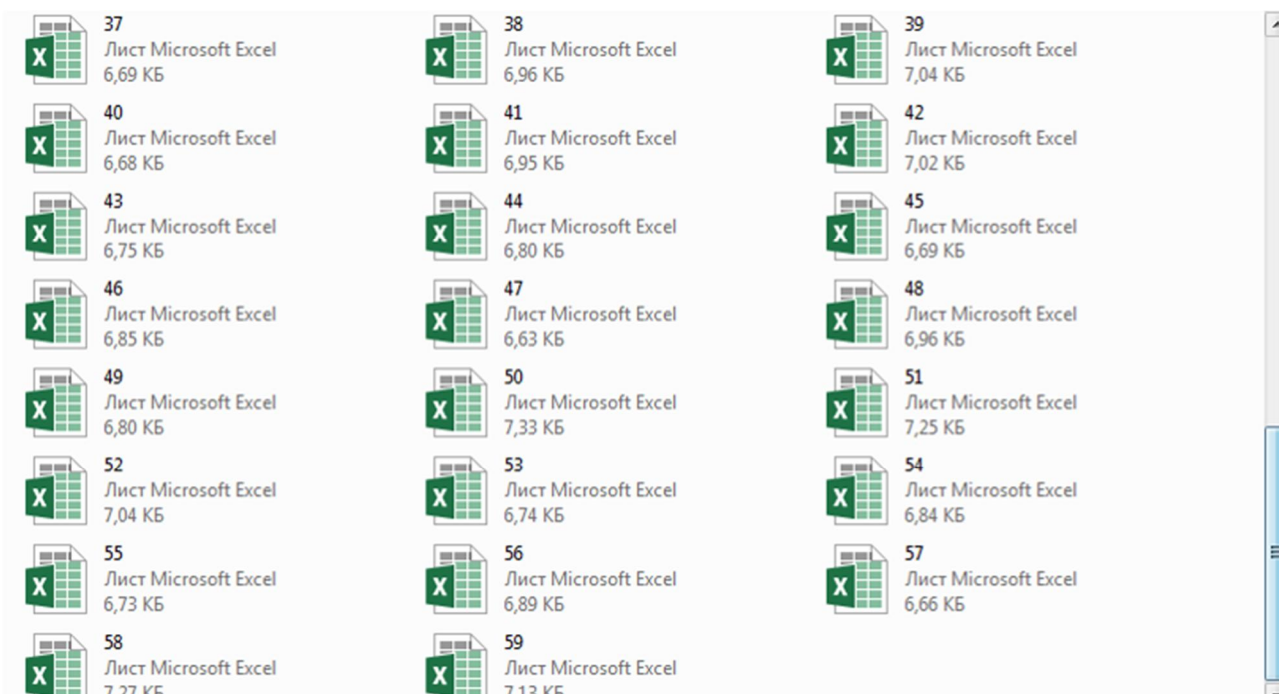 37
Лист Microsoft Excel
6,69 КБ
38
Лист Microsoft Excel
6,96 КБ
39
Лист Microsoft Excel
7,04 КБ
40
Лист Microsoft Excel
6,68 КБ
41
Лист Microsoft Excel
6,95 КБ
42
Лист Microsoft Excel
7,02 КБ
43
Лист Microsoft Excel
6,75 КБ
44
Лист Microsoft Excel
6,80 КБ
45
Лист Microsoft Excel
6,69 КБ
46
Лист Microsoft Excel
6,85 КБ
47
Лист Microsoft Excel
6,63 КБ
48
Лист Microsoft Excel
6,96 КБ
49
Лист Microsoft Excel
6,80 КБ
50
Лист Microsoft Excel
7,33 КБ
51
Лист Microsoft Excel
7,25 КБ
52
Лист Microsoft Excel
7,04 КБ
53
Лист Microsoft Excel
6,74 КБ
54
Лист Microsoft Excel
6,84 КБ
55
Лист Microsoft Excel
6,73 КБ
56
Лист Microsoft Excel
6,89 КБ
57
Лист Microsoft Excel
6,66 КБ
58
Лист Microsoft Excel
7,27 КБ
59
Лист Microsoft Excel
7,13 КБ